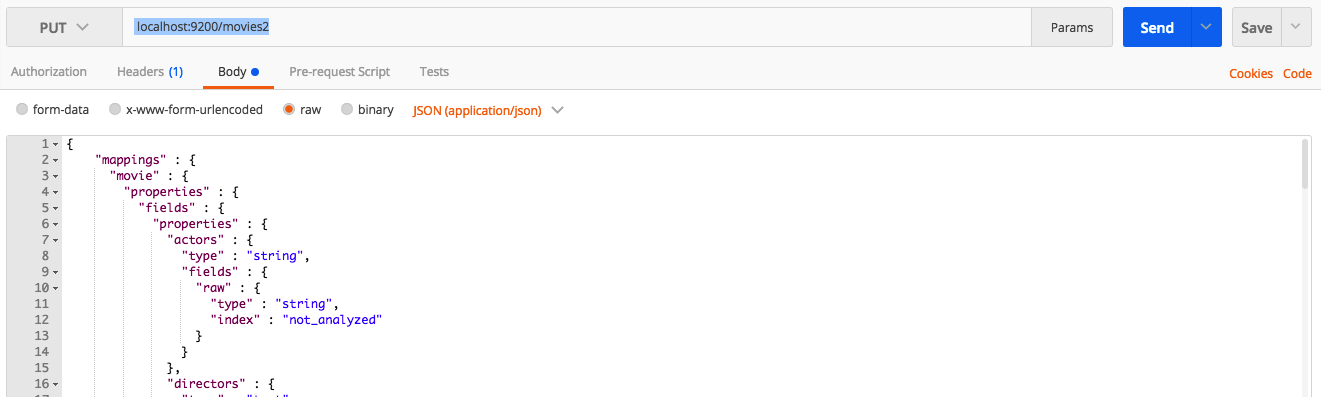 PUT localhost:9200/movies2 Params Send Save
Authorization Headers (1) Body Pre-request Script Tests Cookies Code
form-data x-www-form-urlencoded raw binary JSON (application/json)
1 {
2 "mappings" : {
3 "movie" : {
4 "properties" : {
5 "fields" : {
6 "properties" : {
7 "actors" : {
8 "type" : "string",
9 "fields" : {
10 "raw" : {
11 "type" : "string",
12 "index" : "not_analyzed"
13 }
14 }
15 },
16 "directors" : {